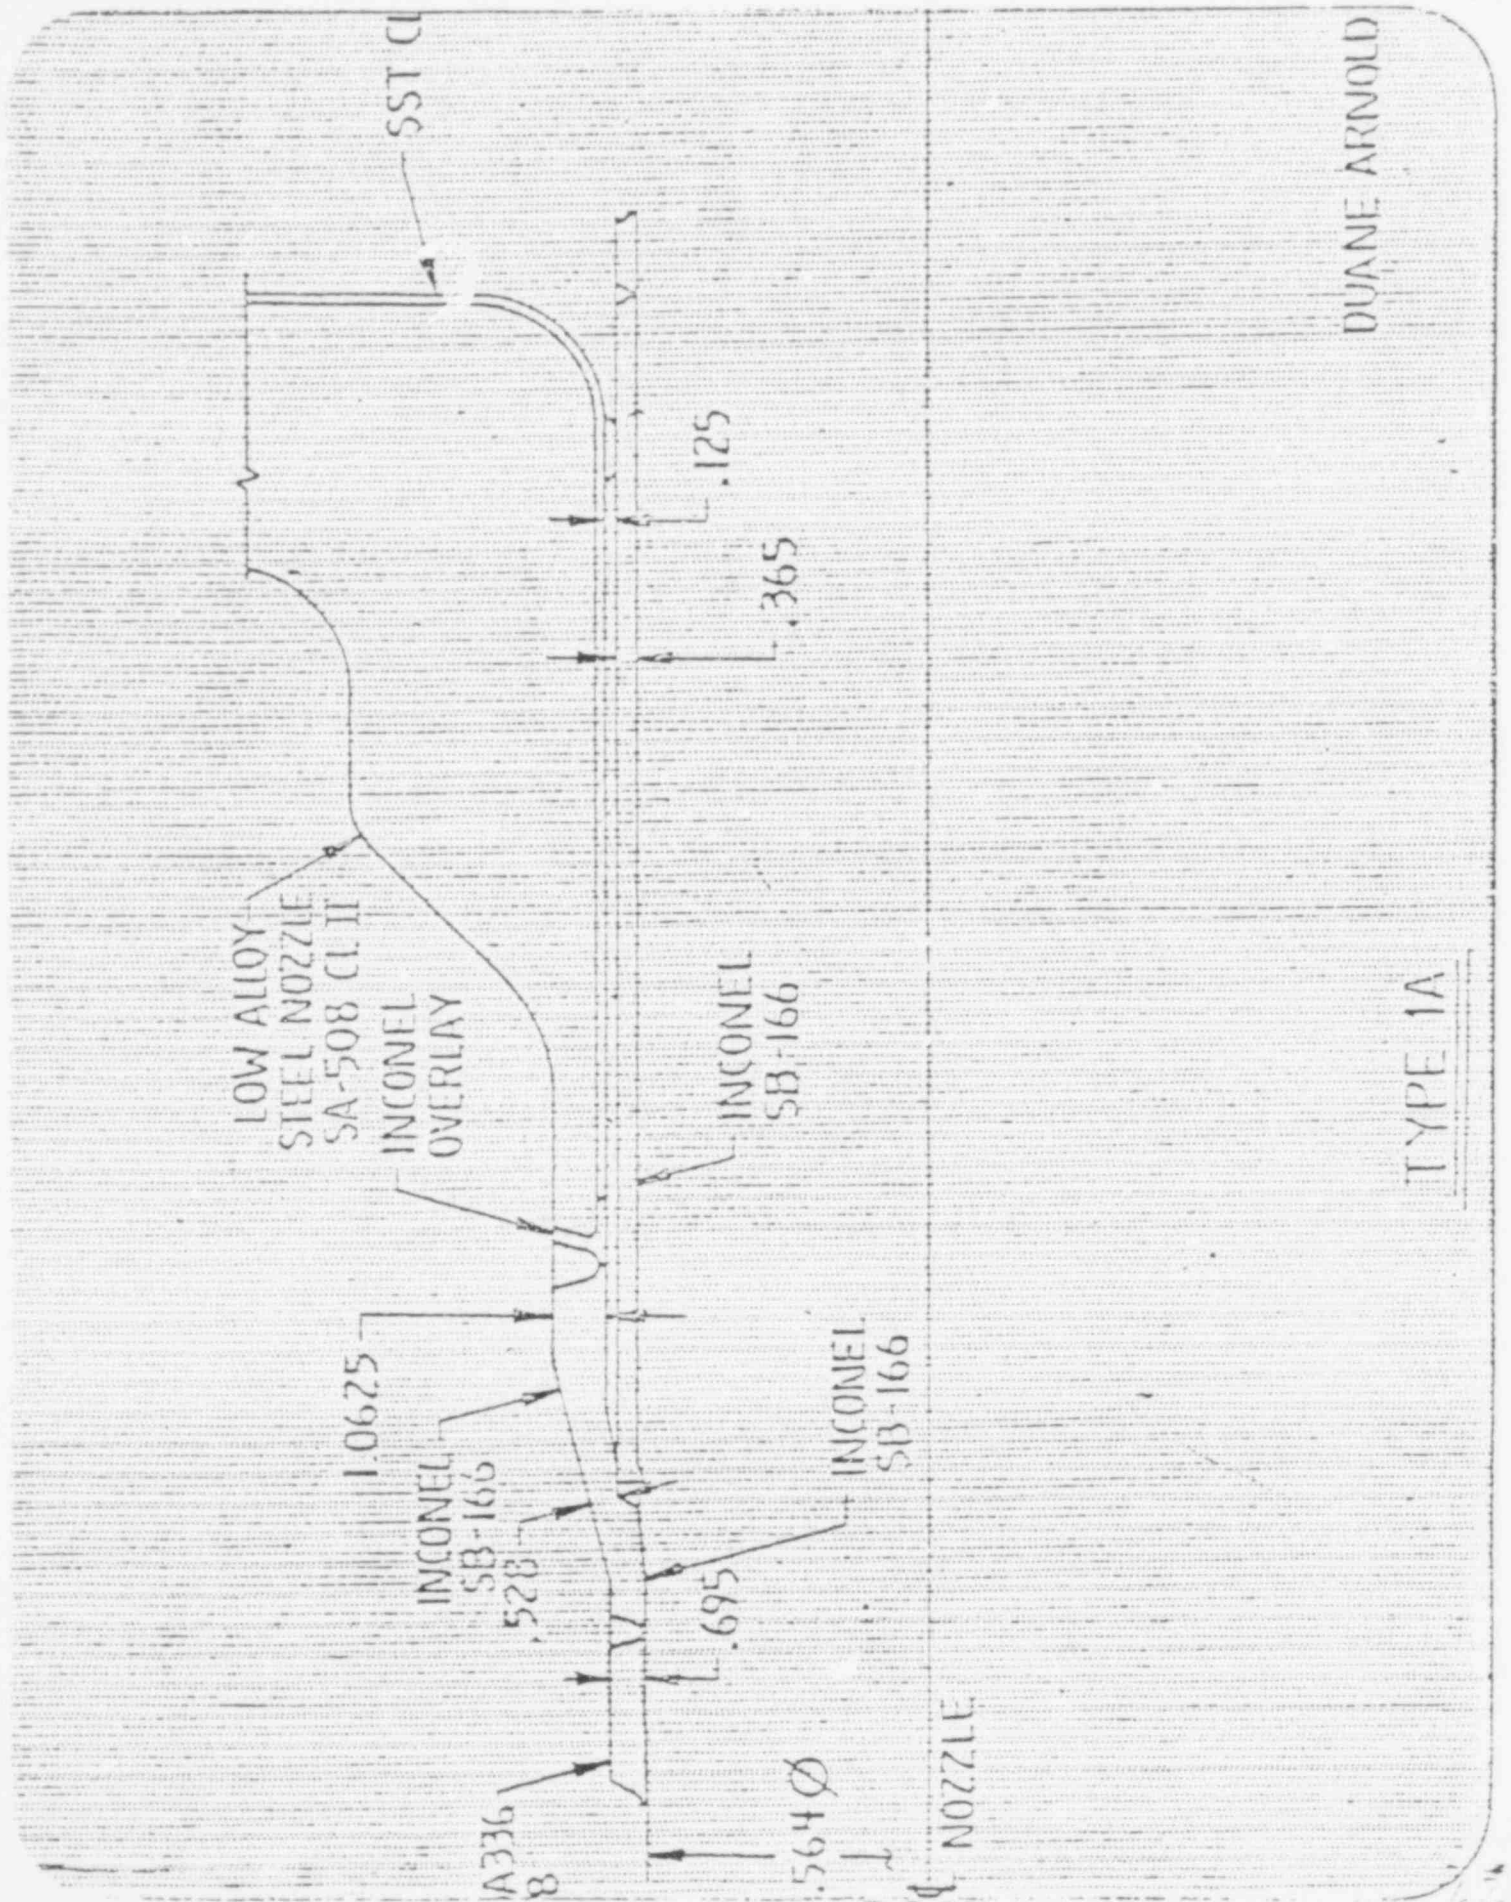 SST CL
LOW ALLOY
STEEL NOZZLE
SA-508 CL II
INCONEL
OVERLAY
1.0625
INCONEL
SB-166
.528
A336
8
.125
.365
INCONEL
SB-166
INCONEL
SB-166
.695
.564 Ø
℄ NOZZLE
TYPE 1A
DUANE ARNOLD